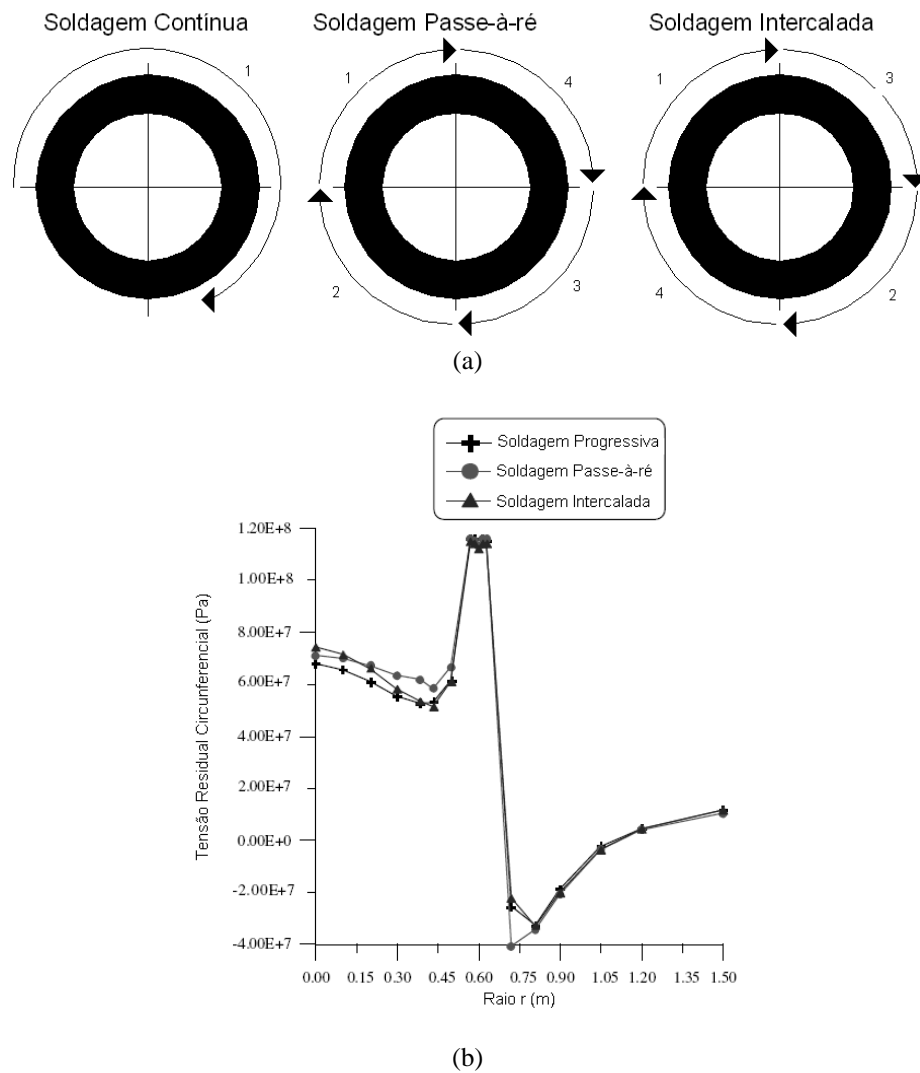 Soldagem Contínua
Soldagem Passe-à-ré
Soldagem Intercalada
1
1
4
2
3
1
3
4
2
(a)
Soldagem Progressiva
Soldagem Passe-à-ré
Soldagem Intercalada
Tensão Residual Circunferencial (Pa)
1.20E+8
1.00E+8
8.00E+7
6.00E+7
4.00E+7
2.00E+7
0.00E+0
-2.00E+7
-4.00E+7
0.00 0.15 0.30 0.45 0.60 0.75 0.90 1.05 1.20 1.35 1.50
Raio r (m)
(b)